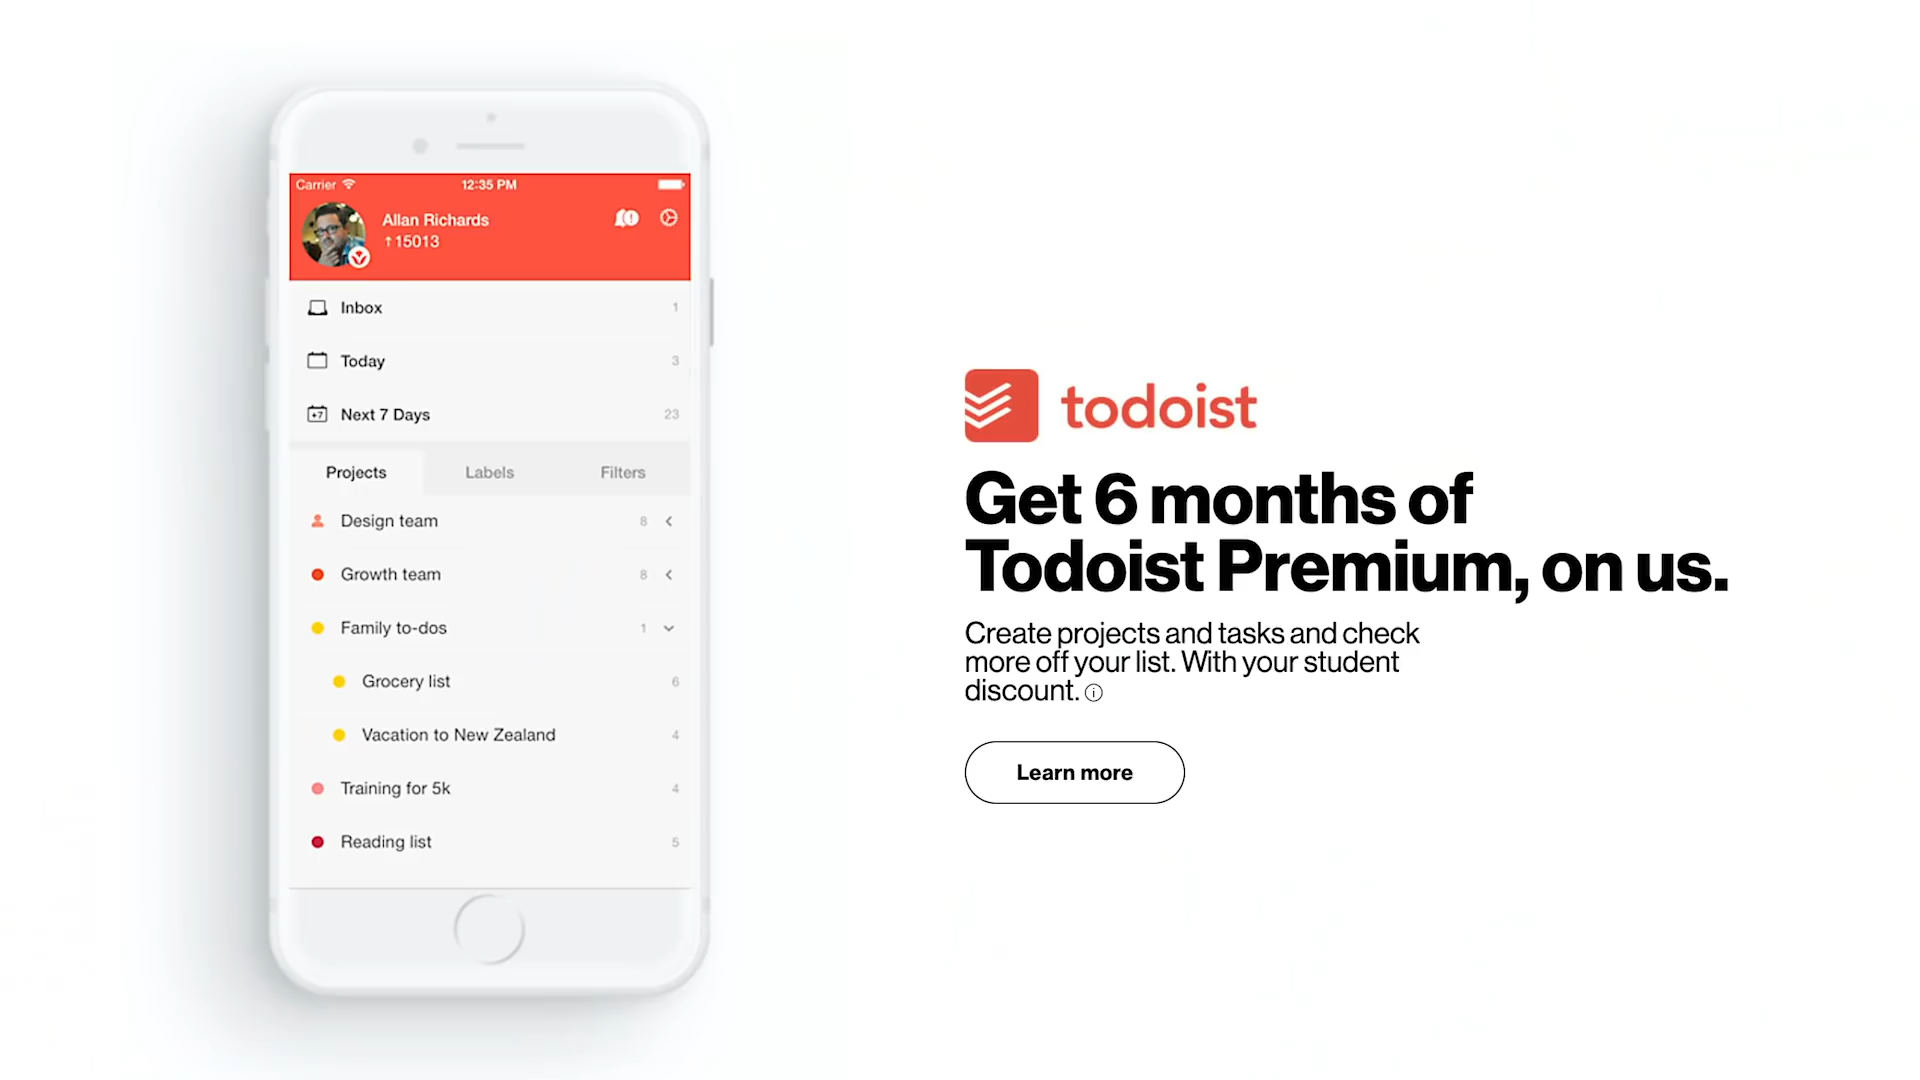 Carrier 12:35 PM
Allan Richards
↑15013
Inbox 1
Today 3
+7 Next 7 Days 23
Projects Labels Filters
Design team 8
Growth team 8
Family to-dos 1
Grocery list 6
Vacation to New Zealand 4
Training for 5k 4
Reading list 5
todoist
Get 6 months of
Todoist Premium, on us.
Create projects and tasks and check
more off your list. With your student
discount. ⓘ
Learn more